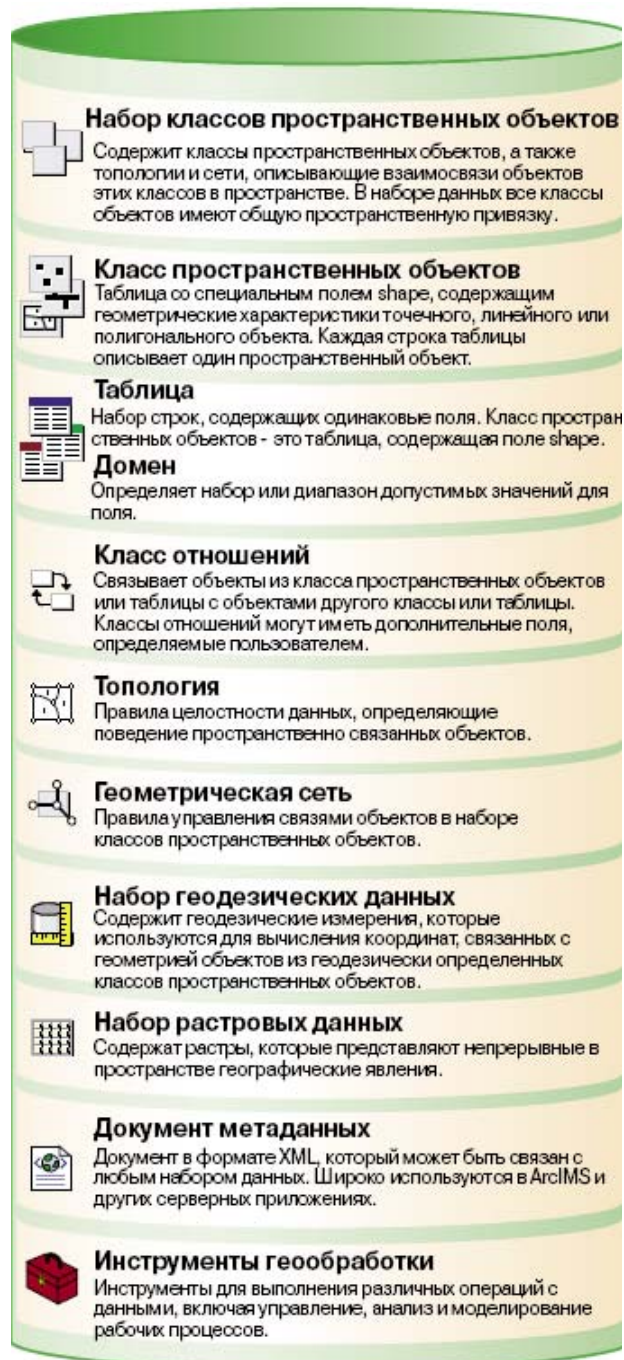 Набор классов пространственных объектов
Содержит классы пространственных объектов, а также
топологии и сети, описывающие взаимосвязи объектов
этих классов в пространстве. В наборе данных все классы
объектов имеют общую пространственную привязку.
Класс пространственных объектов
Таблица со специальным полем shape, содержащим
геометрические характеристики точечного, линейного или
полигонального объекта. Каждая строка таблицы
описывает один пространственный объект.
Таблица
Набор строк, содержащих одинаковые поля. Класс простран
ственных объектов - это таблица, содержащая поле shape.
Домен
Определяет набор или диапазон допустимых значений для
поля.
Класс отношений
Связывает объекты из класса пространственных объектов
или таблицы с объектами другого классы или таблицы.
Классы отношений могут иметь дополнительные поля,
определяемые пользователем.
Топология
Правила целостности данных, определяющие
поведение пространственно связанных объектов.
Геометрическая сеть
Правила управления связями объектов в наборе
классов пространственных объектов.
Набор геодезических данных
Содержит геодезические измерения, которые
используются для вычисления координат, связанных с
геометрией объектов из геодезически определенных
классов пространственных объектов.
Набор растровых данных
Содержат растры, которые представляют непрерывные в
пространстве географические явления.
Документ метаданных
Документ в формате XML, который может быть связан с
любым набором данных. Широко используются в ArcIMS и
других серверных приложениях.
Инструменты геообработки
Инструменты для выполнения различных операций с
данными, включая управление, анализ и моделирование
рабочих процессов.